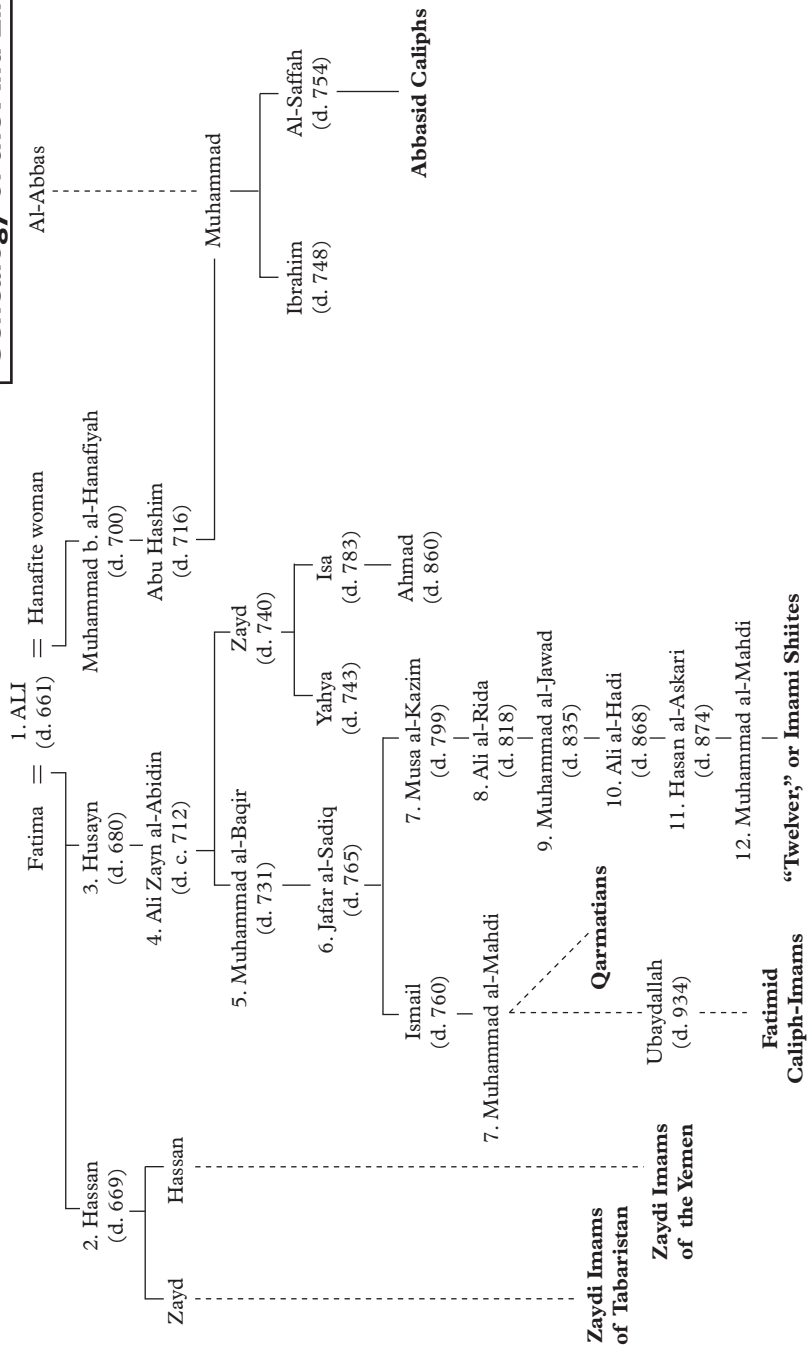 Genealogy of the
1. ALI
(d. 661)
Fatima
=
=
Hanafite woman
Al-Abbas
2. Hassan
(d. 669)
3. Husayn
(d. 680)
Muhammad b. al-Hanafiyah
(d. 700)
Zayd
Hassan
4. Ali Zayn al-Abidin
(d. c. 712)
Abu Hashim
(d. 716)
Muhammad
5. Muhammad al-Baqir
(d. 731)
Zayd
(d. 740)
Ibrahim
(d. 748)
Al-Saffah
(d. 754)
6. Jafar al-Sadiq
(d. 765)
Yahya
(d. 743)
Isa
(d. 783)
Abbasid Caliphs
Ismail
(d. 760)
7. Musa al-Kazim
(d. 799)
Ahmad
(d. 860)
7. Muhammad al-Mahdi
8. Ali al-Rida
(d. 818)
9. Muhammad al-Jawad
(d. 835)
Qarmatians
10. Ali al-Hadi
(d. 868)
Zaydi Imams
of Tabaristan
Zaydi Imams
of the Yemen
Ubaydallah
(d. 934)
11. Hasan al-Askari
(d. 874)
12. Muhammad al-Mahdi
Fatimid
Caliph-Imams
“Twelver,” or Imami Shiites